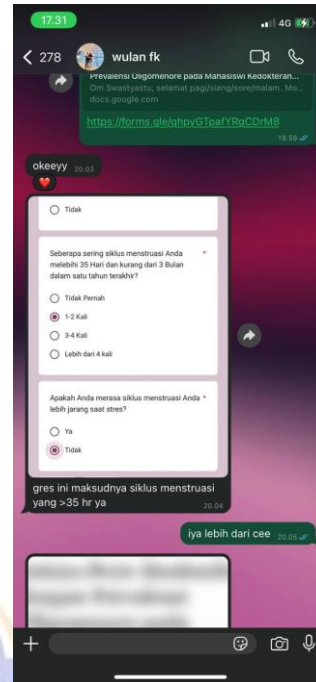 17.31
4G
278
wulan fk
Prevalensi Oligomenore pada Mahasiswi Kedokteran...
Om Swastyastu, selamat pagi/siang/sore/malam. Mo...
docs.google.com
19.59
okeeyy 20.03
Tidak
Seberapa sering siklus menstruasi Anda *
melebihi 35 Hari dan kurang dari 3 Bulan
dalam satu tahun terakhir?
Tidak Pernah
1-2 Kali
3-4 Kali
Lebih dari 4 kali
Apakah Anda merasa siklus menstruasi Anda *
lebih jarang saat stres?
Ya
Tidak
gres ini maksudnya siklus menstruasi
yang >35 hr ya
20.04
iya lebih dari cee 20.05